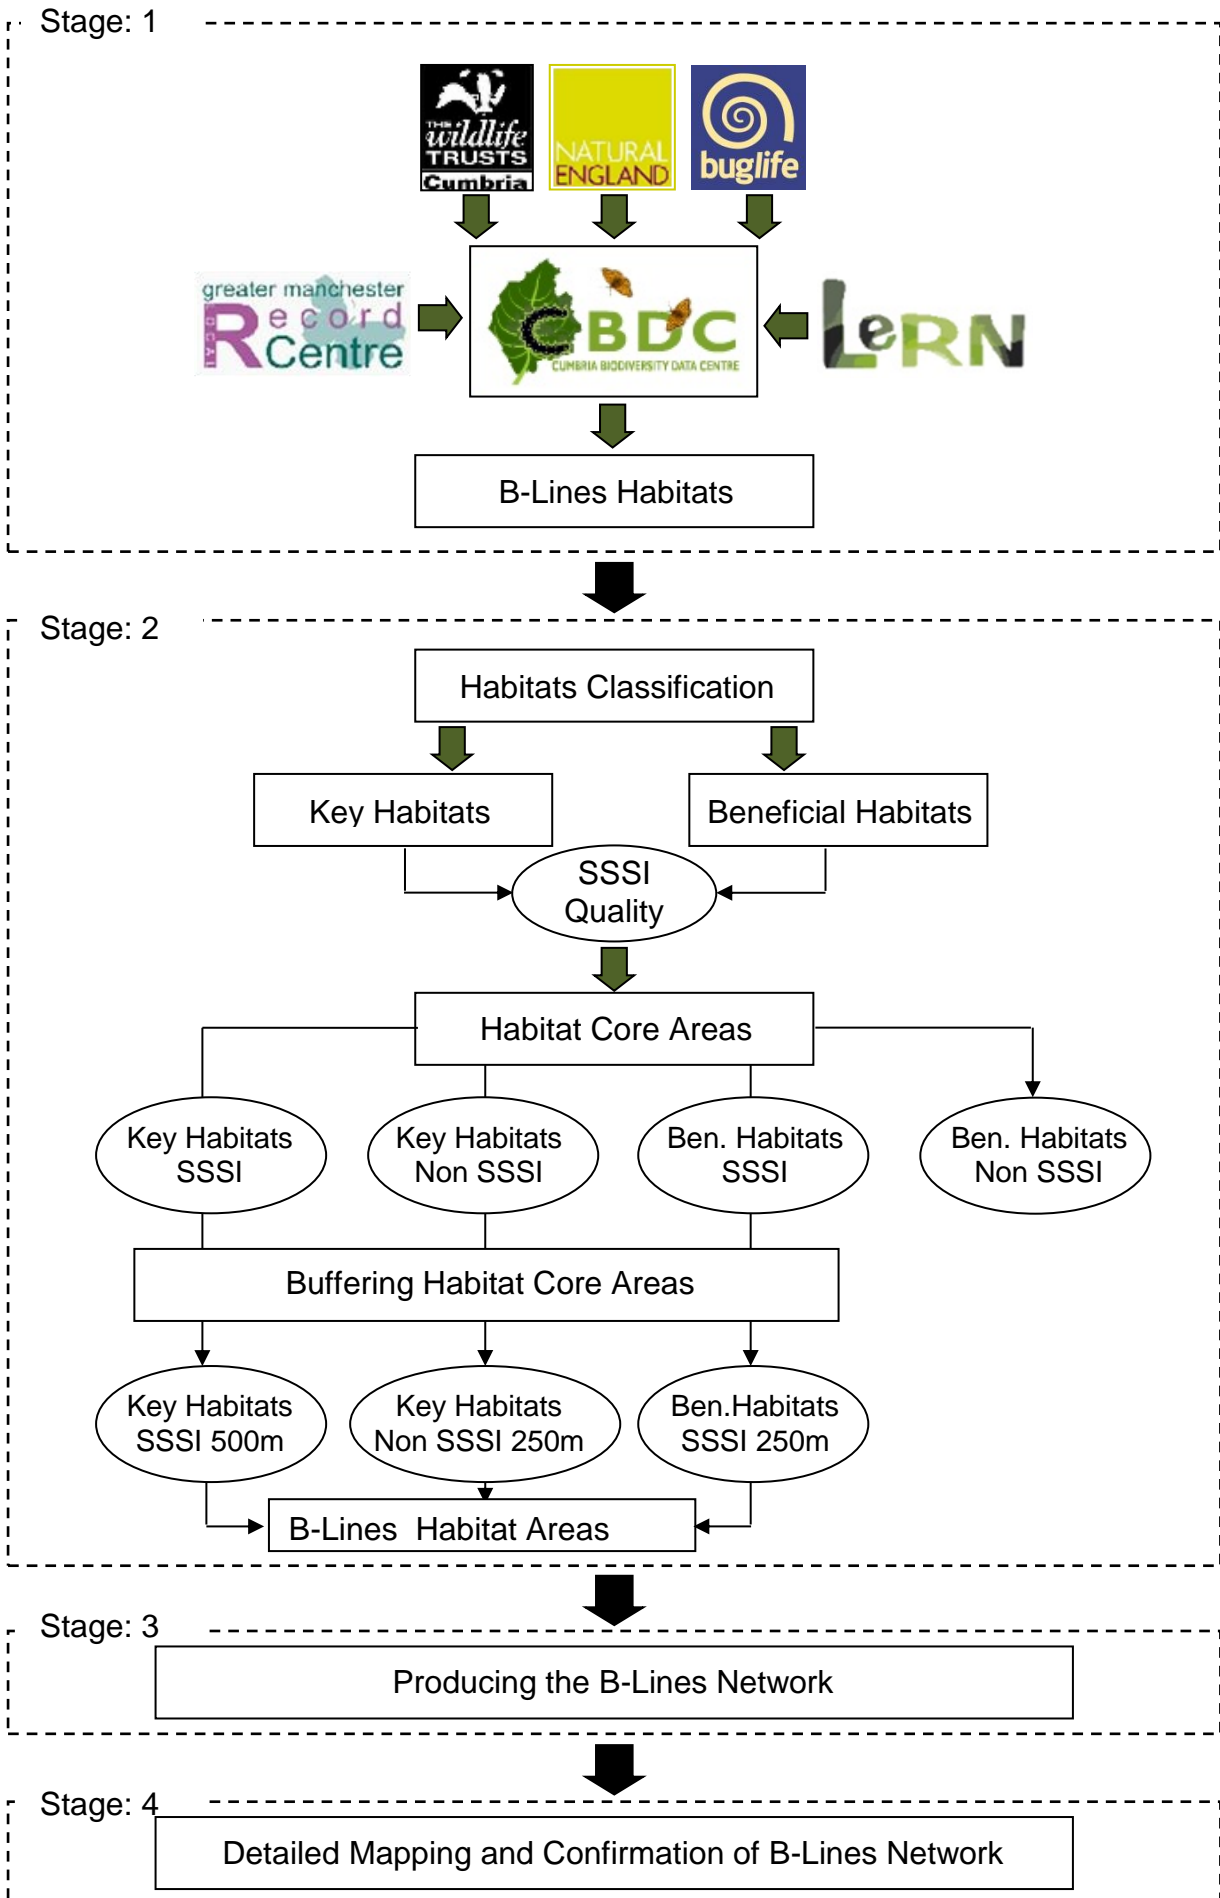 Stage: 1
THE
wildlife
TRUSTS
Cumbria
NATURAL
ENGLAND
buglife
greater manchester
LOCAL
Record
Centre
CBDC
CUMBRIA BIODIVERSITY DATA CENTRE
LeRN
B-Lines Habitats
Stage: 2
Habitats Classification
Key Habitats
Beneficial Habitats
SSSI
Quality
Habitat Core Areas
Key Habitats
SSSI
Key Habitats
Non SSSI
Ben. Habitats
SSSI
Ben. Habitats
Non SSSI
Buffering Habitat Core Areas
Key Habitats
SSSI 500m
Key Habitats
Non SSSI 250m
Ben.Habitats
SSSI 250m
B-Lines Habitat Areas
Stage: 3
Producing the B-Lines Network
Stage: 4
Detailed Mapping and Confirmation of B-Lines Network